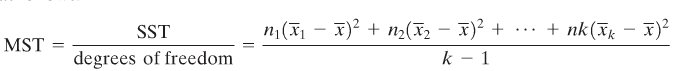 MST = SST / degrees of freedom = n₁(x̄₁ − x̄)² + n₂(x̄₂ − x̄)² + ··· + nk(x̄ₖ − x̄)² / k − 1